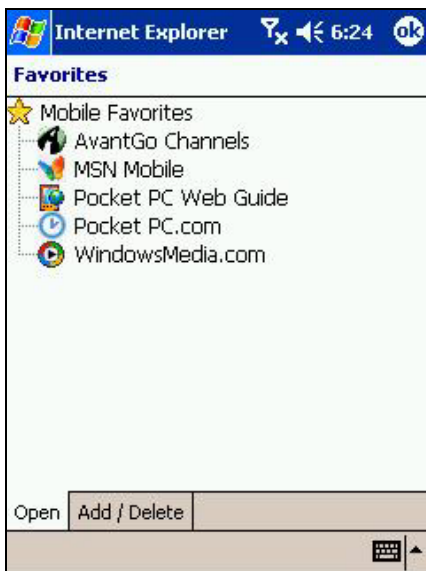 Internet Explorer 6:24 ok
Favorites
Mobile Favorites
AvantGo Channels
MSN Mobile
Pocket PC Web Guide
Pocket PC.com
WindowsMedia.com
Open Add / Delete